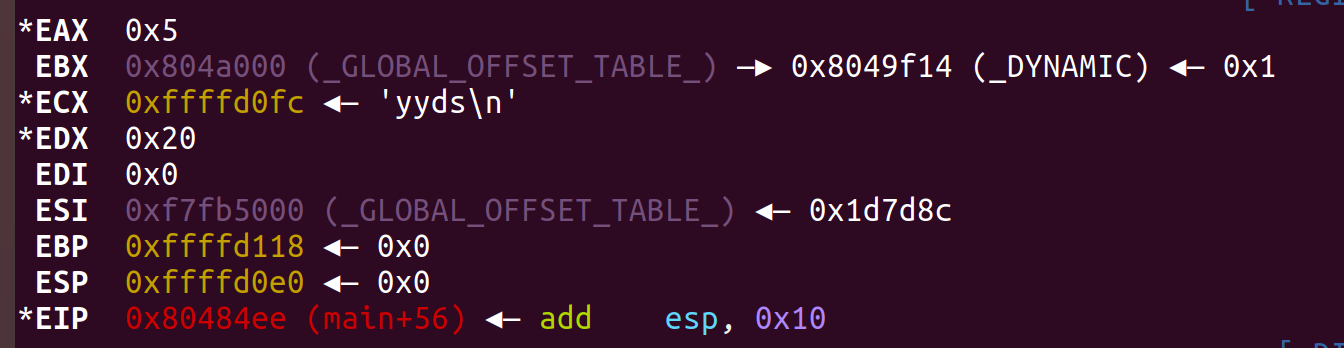 [ REGI
*EAX  0x5
 EBX  0x804a000 (_GLOBAL_OFFSET_TABLE_) —▸ 0x8049f14 (_DYNAMIC) ◂— 0x1
*ECX  0xffffd0fc ◂— 'yyds\n'
*EDX  0x20
 EDI  0x0
 ESI  0xf7fb5000 (_GLOBAL_OFFSET_TABLE_) ◂— 0x1d7d8c
 EBP  0xffffd118 ◂— 0x0
 ESP  0xffffd0e0 ◂— 0x0
*EIP  0x80484ee (main+56) ◂— add    esp, 0x10